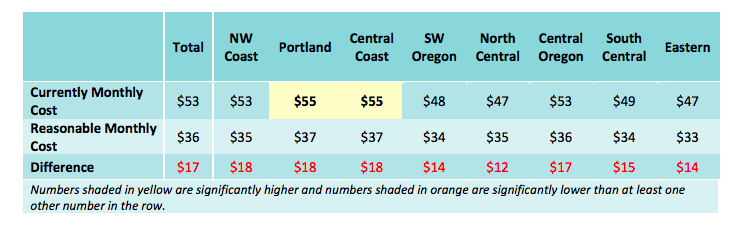 Total NW Coast Portland Central Coast SW Oregon North Central Central Oregon South Central Eastern
Currently Monthly Cost $53 $53 $55 $55 $48 $47 $53 $49 $47
Reasonable Monthly Cost $36 $35 $37 $37 $34 $35 $36 $34 $33
Difference $17 $18 $18 $18 $14 $12 $17 $15 $14
Numbers shaded in yellow are significantly higher and numbers shaded in orange are significantly lower than at least one
other number in the row.